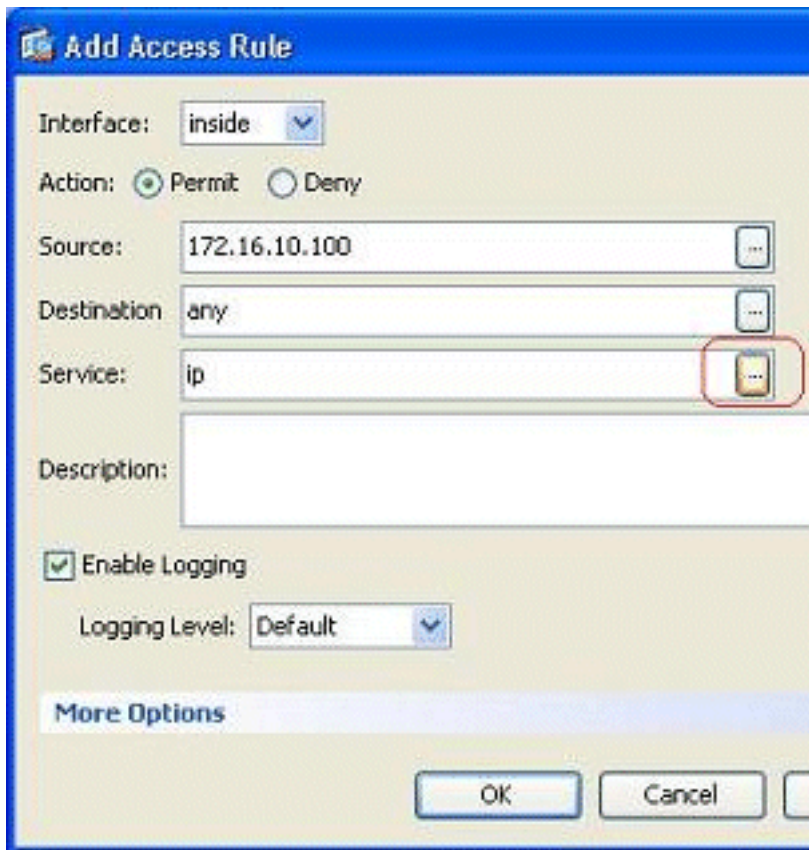 Add Access Rule
Interface: inside
Action: Permit Deny
Source: 172.16.10.100 ...
Destination any ...
Service: ip ...
Description:
Enable Logging
Logging Level: Default
More Options
OK Cancel